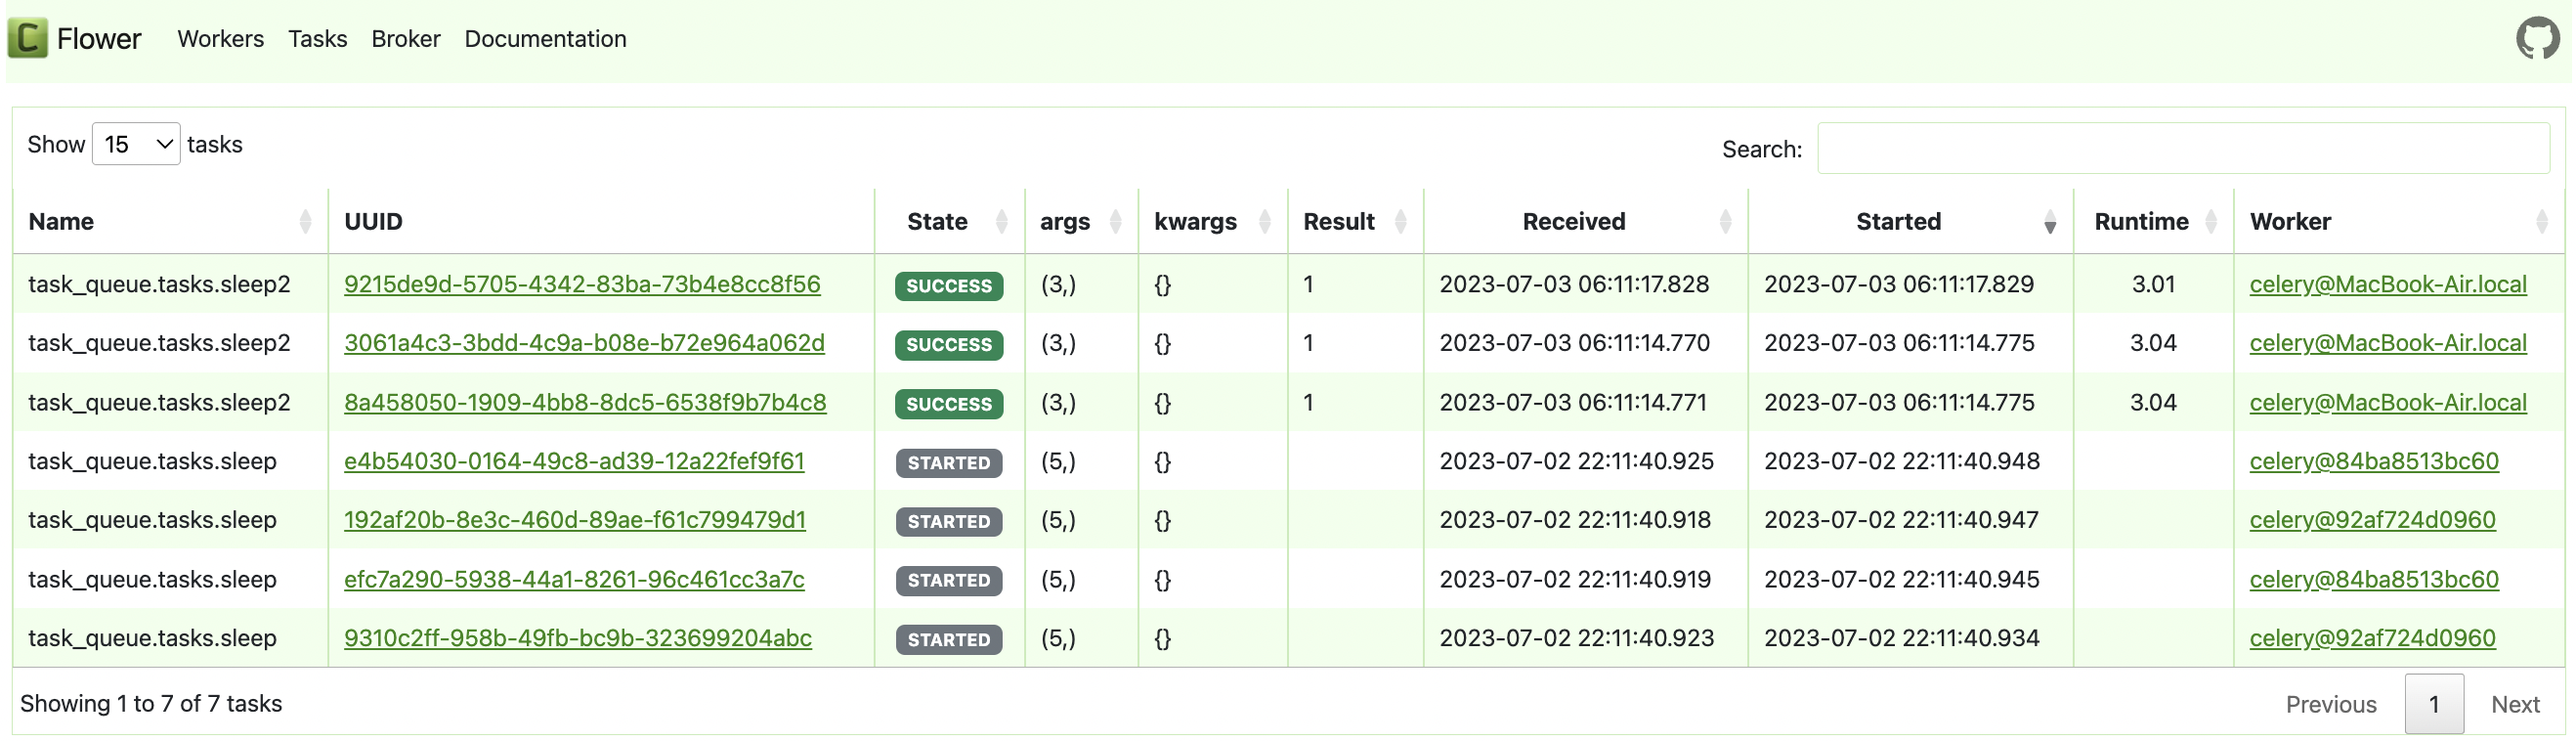 C Flower Workers Tasks Broker Documentation
Show 15 tasks Search:
Name UUID State args kwargs Result Received Started Runtime Worker
task_queue.tasks.sleep2 9215de9d-5705-4342-83ba-73b4e8cc8f56 SUCCESS (3,) {} 1 2023-07-03 06:11:17.828 2023-07-03 06:11:17.829 3.01 celery@MacBook-Air.local
task_queue.tasks.sleep2 3061a4c3-3bdd-4c9a-b08e-b72e964a062d SUCCESS (3,) {} 1 2023-07-03 06:11:14.770 2023-07-03 06:11:14.775 3.04 celery@MacBook-Air.local
task_queue.tasks.sleep2 8a458050-1909-4bb8-8dc5-6538f9b7b4c8 SUCCESS (3,) {} 1 2023-07-03 06:11:14.771 2023-07-03 06:11:14.775 3.04 celery@MacBook-Air.local
task_queue.tasks.sleep e4b54030-0164-49c8-ad39-12a22fef9f61 STARTED (5,) {} 2023-07-02 22:11:40.925 2023-07-02 22:11:40.948 celery@84ba8513bc60
task_queue.tasks.sleep 192af20b-8e3c-460d-89ae-f61c799479d1 STARTED (5,) {} 2023-07-02 22:11:40.918 2023-07-02 22:11:40.947 celery@92af724d0960
task_queue.tasks.sleep efc7a290-5938-44a1-8261-96c461cc3a7c STARTED (5,) {} 2023-07-02 22:11:40.919 2023-07-02 22:11:40.945 celery@84ba8513bc60
task_queue.tasks.sleep 9310c2ff-958b-49fb-bc9b-323699204abc STARTED (5,) {} 2023-07-02 22:11:40.923 2023-07-02 22:11:40.934 celery@92af724d0960
Showing 1 to 7 of 7 tasks Previous 1 Next